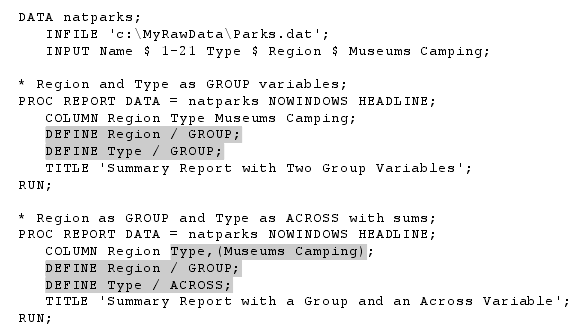 DATA natparks;
INFILE 'c:\MyRawData\Parks.dat';
INPUT Name $ 1-21 Type $ Region $ Museums Camping;
* Region and Type as GROUP variables;
PROC REPORT DATA = natparks NOWINDOWS HEADLINE;
COLUMN Region Type Museums Camping;
DEFINE Region / GROUP;
DEFINE Type / GROUP;
TITLE 'Summary Report with Two Group Variables';
RUN;
* Region as GROUP and Type as ACROSS with sums;
PROC REPORT DATA = natparks NOWINDOWS HEADLINE;
COLUMN Region Type,(Museums Camping);
DEFINE Region / GROUP;
DEFINE Type / ACROSS;
TITLE 'Summary Report with a Group and an Across Variable';
RUN;